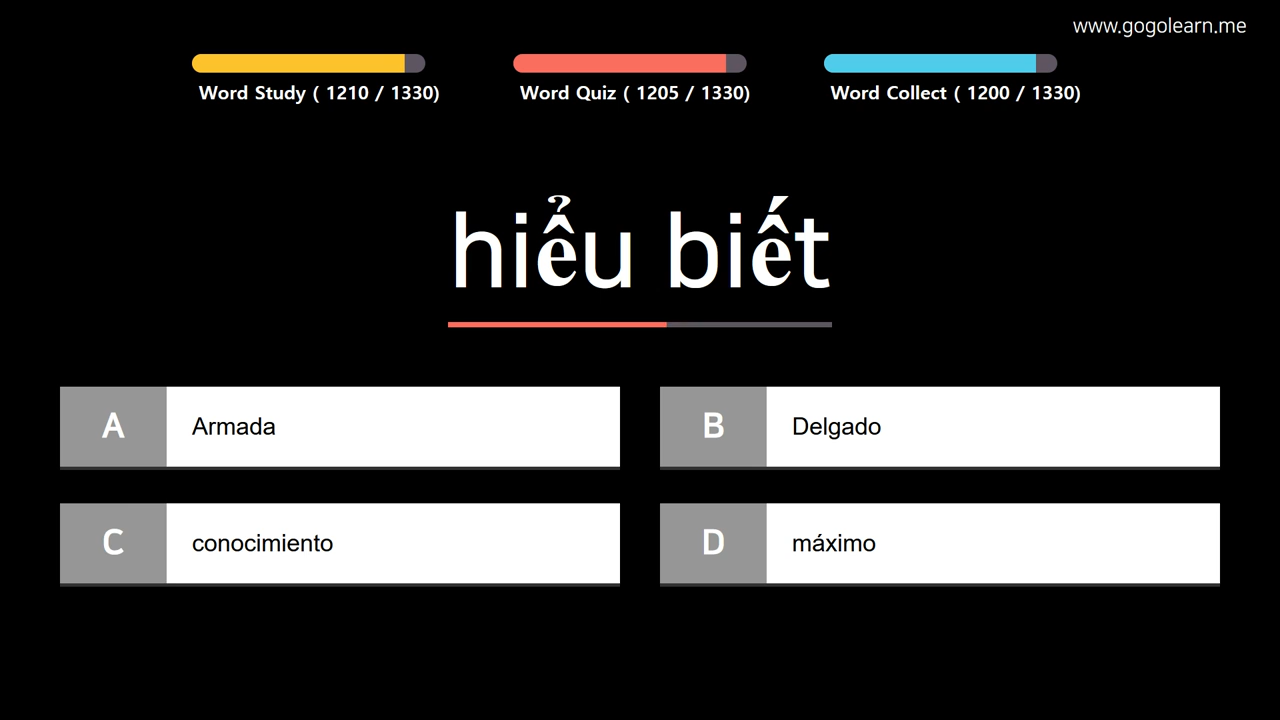 www.gogolearn.me
Word Study ( 1210 / 1330)
Word Quiz ( 1205 / 1330)
Word Collect ( 1200 / 1330)
hiểu biết
A Armada
B Delgado
C conocimiento
D máximo